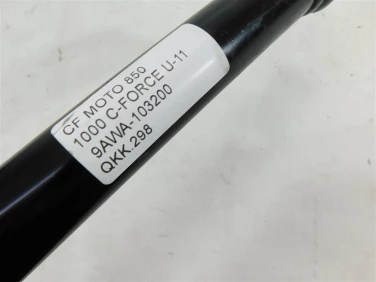 CF MOTO 850
1000 C-FORCE U-11
9AWA-103200
QKK.298